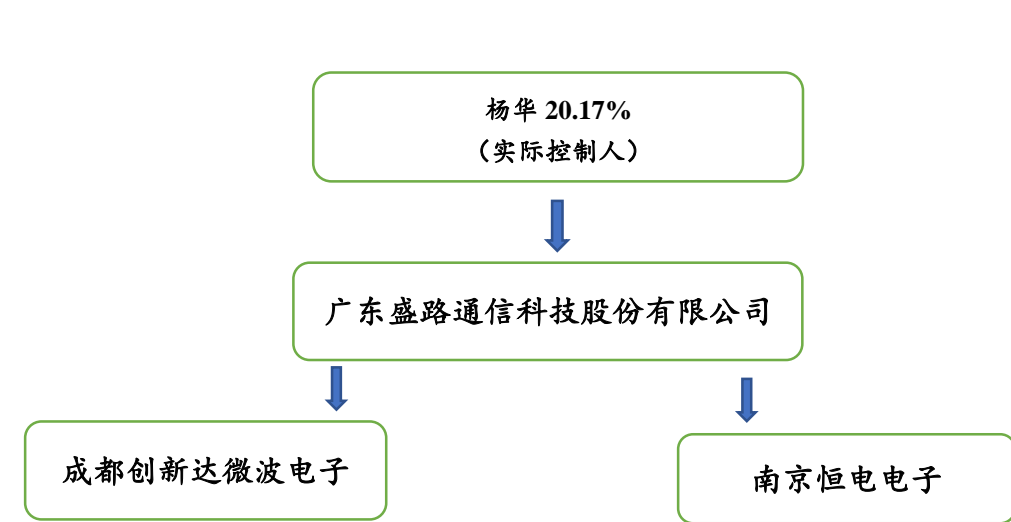 杨华 20.17%
（实际控制人）
广东盛路通信科技股份有限公司
成都创新达微波电子
南京恒电电子